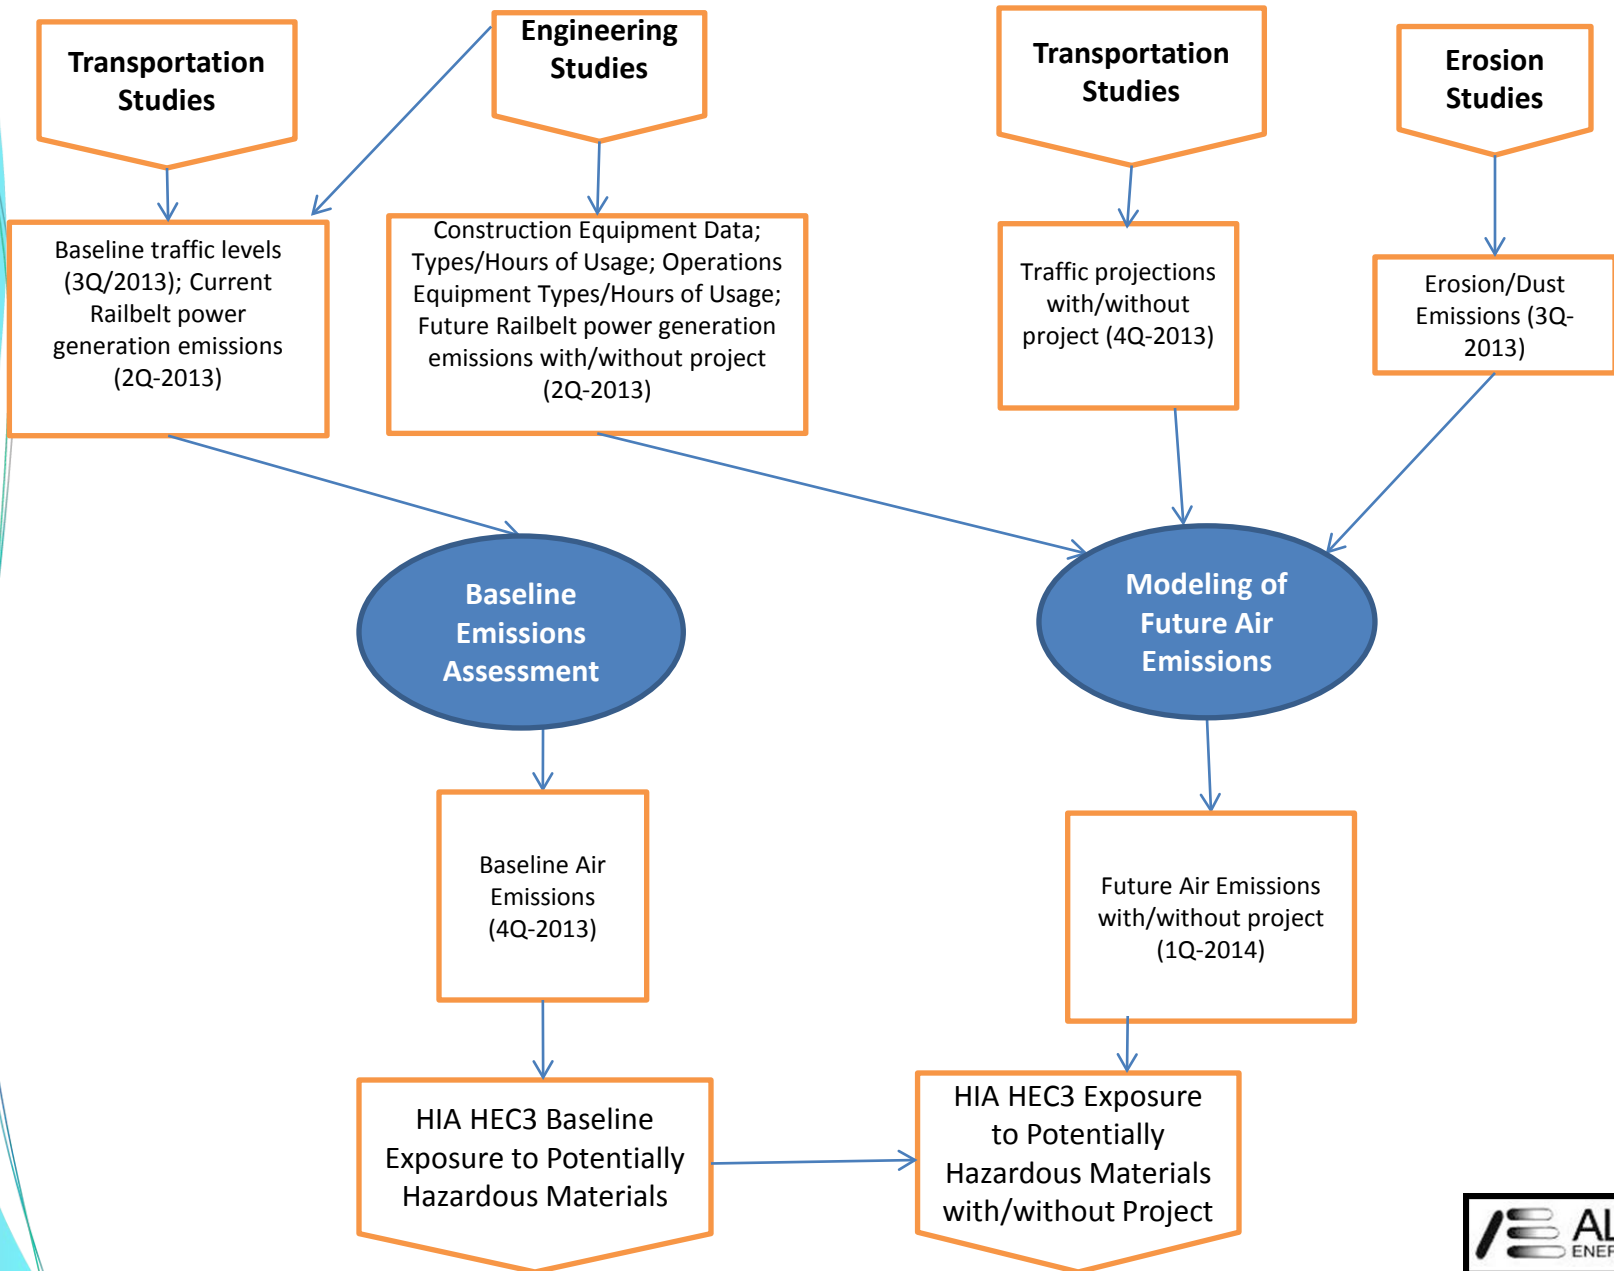 Transportation
Studies
Engineering
Studies
Transportation
Studies
Erosion
Studies
Baseline traffic levels
(3Q/2013); Current
Railbelt power
generation emissions
(2Q-2013)
Construction Equipment Data;
Types/Hours of Usage; Operations
Equipment Types/Hours of Usage;
Future Railbelt power generation
emissions with/without project
(2Q-2013)
Traffic projections
with/without
project (4Q-2013)
Erosion/Dust
Emissions (3Q-
2013)
Baseline
Emissions
Assessment
Modeling of
Future Air
Emissions
Baseline Air
Emissions
(4Q-2013)
Future Air Emissions
with/without project
(1Q-2014)
HIA HEC3 Baseline
Exposure to Potentially
Hazardous Materials
HIA HEC3 Exposure
to Potentially
Hazardous Materials
with/without Project